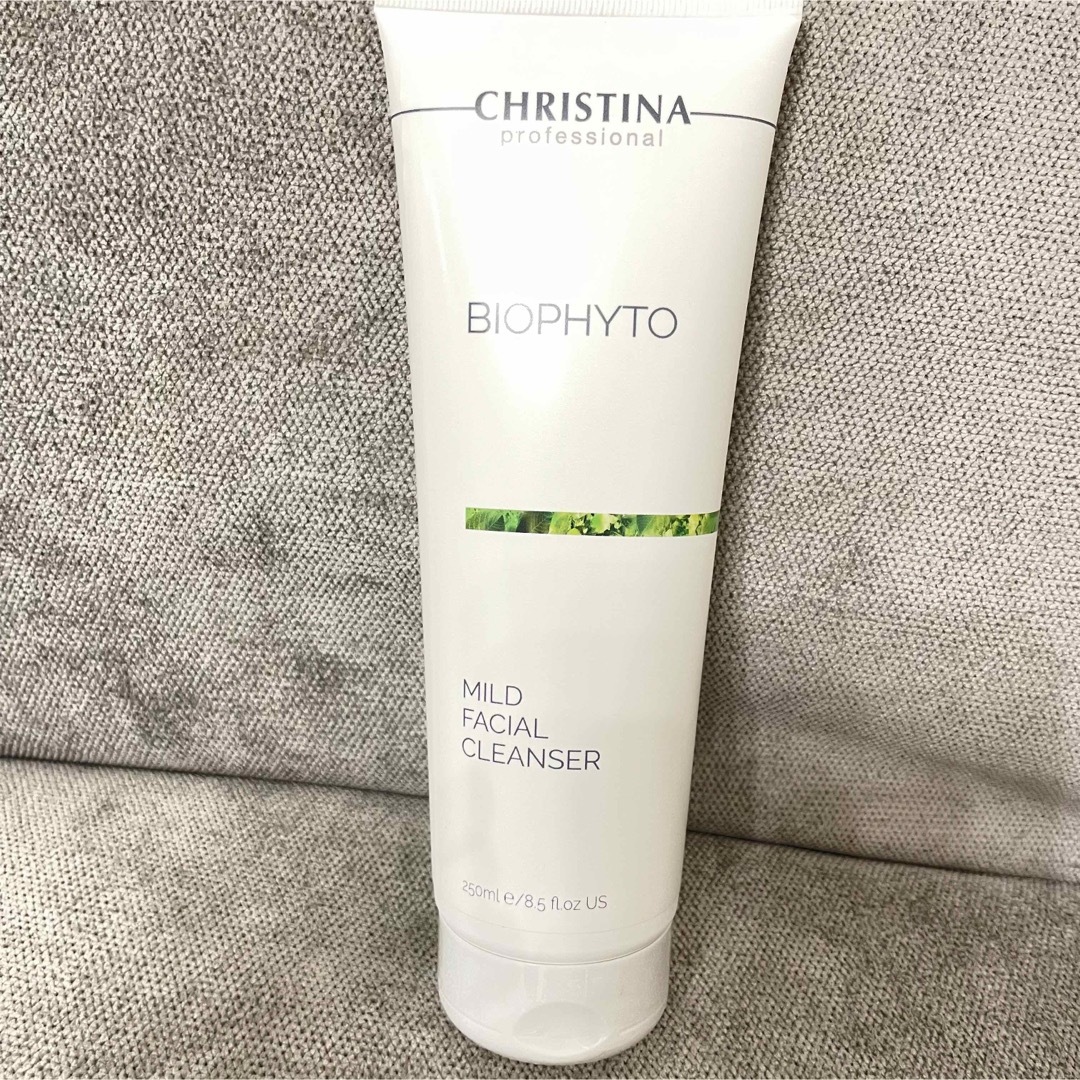 CHRISTINA
professional
BIOPHYTO
MILD
FACIAL
CLEANSER
250ml ℮/8.5 fl.oz US